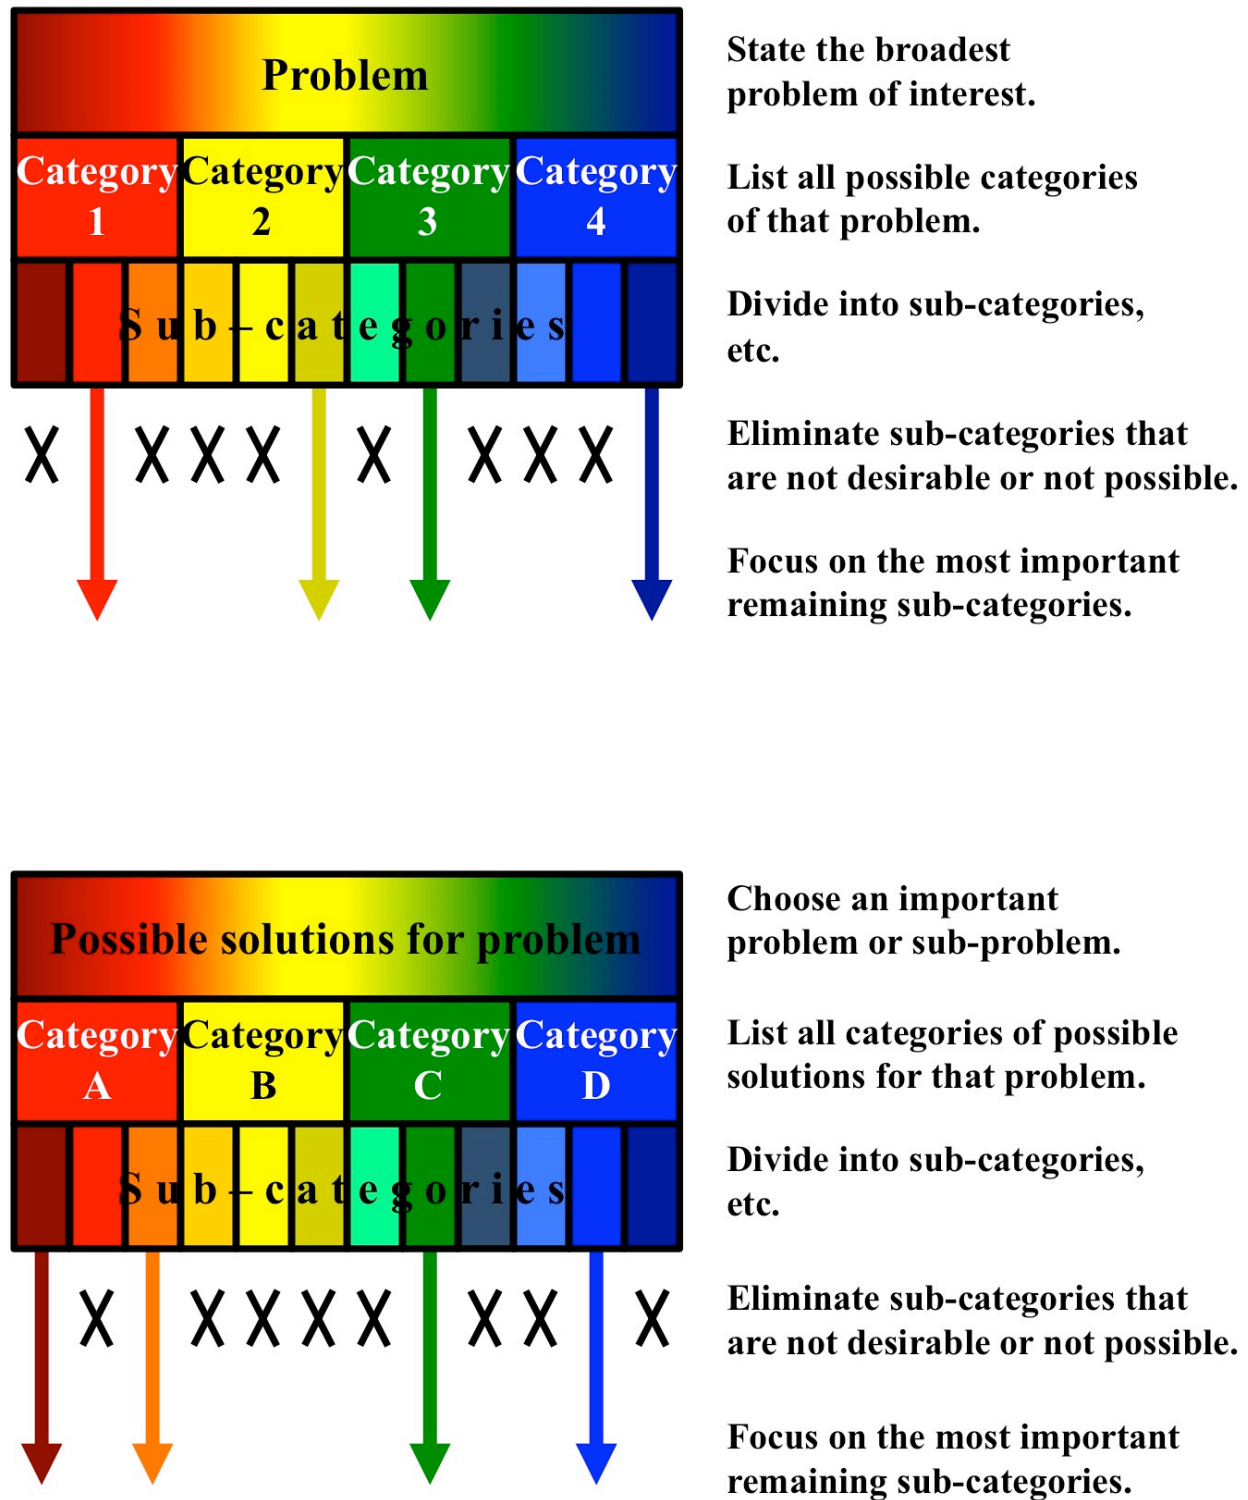 Problem
State the broadest
problem of interest.
Category Category Category Category
1 2 3 4
List all possible categories
of that problem.
Sub-categories
Divide into sub-categories,
etc.
X X X X X X X X
Eliminate sub-categories that
are not desirable or not possible.
Focus on the most important
remaining sub-categories.
Possible solutions for problem
Choose an important
problem or sub-problem.
Category Category Category Category
A B C D
List all categories of possible
solutions for that problem.
Sub-categories
Divide into sub-categories,
etc.
X X X X X X X X
Eliminate sub-categories that
are not desirable or not possible.
Focus on the most important
remaining sub-categories.